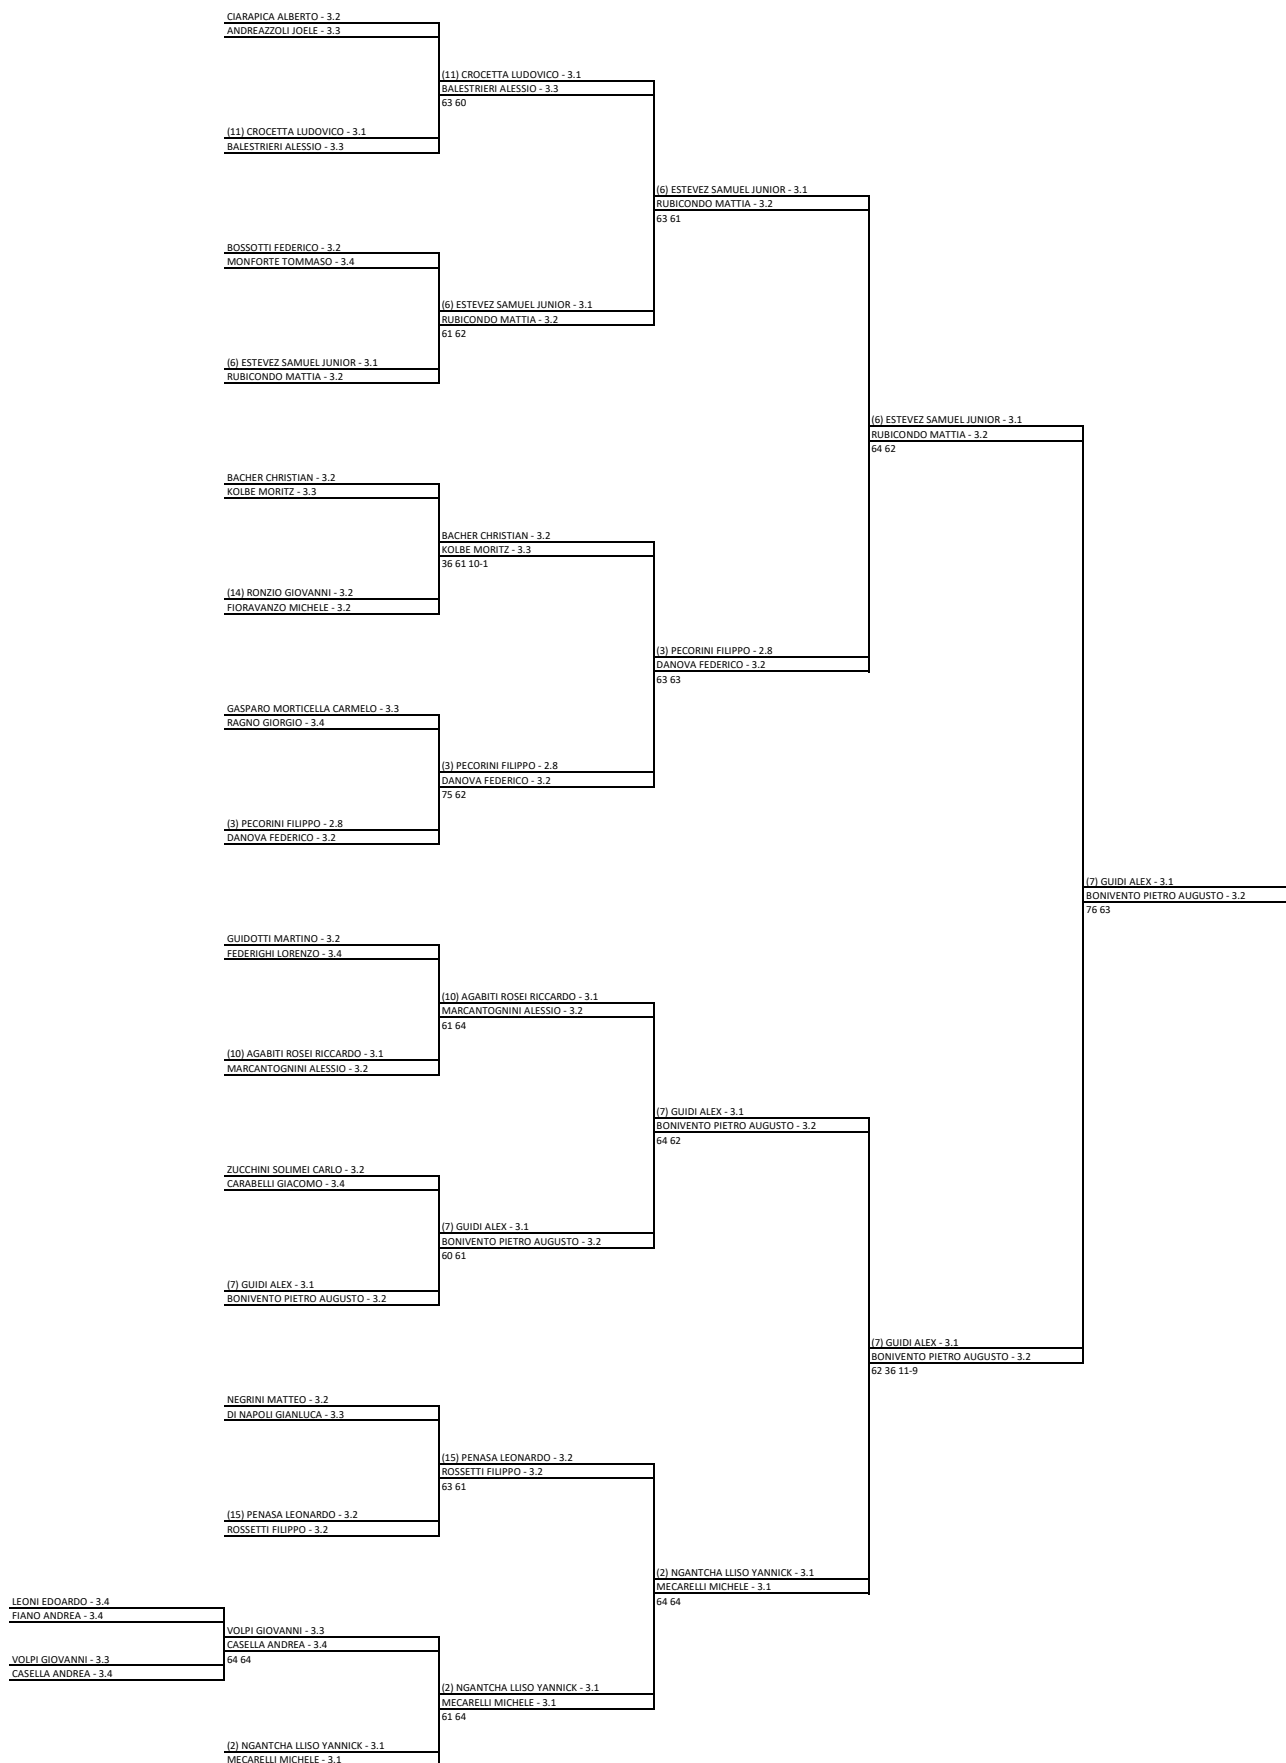 CIARAPICA ALBERTO - 3.2
ANDREAZZOLI JOELE - 3.3
(11) CROCETTA LUDOVICO - 3.1
BALESTRIERI ALESSIO - 3.3
63 60
(11) CROCETTA LUDOVICO - 3.1
BALESTRIERI ALESSIO - 3.3
(6) ESTEVEZ SAMUEL JUNIOR - 3.1
RUBICONDO MATTIA - 3.2
63 61
BOSSOTTI FEDERICO - 3.2
MONFORTE TOMMASO - 3.4
(6) ESTEVEZ SAMUEL JUNIOR - 3.1
RUBICONDO MATTIA - 3.2
61 62
(6) ESTEVEZ SAMUEL JUNIOR - 3.1
RUBICONDO MATTIA - 3.2
(6) ESTEVEZ SAMUEL JUNIOR - 3.1
RUBICONDO MATTIA - 3.2
64 62
BACHER CHRISTIAN - 3.2
KOLBE MORITZ - 3.3
BACHER CHRISTIAN - 3.2
KOLBE MORITZ - 3.3
36 61 10-1
(14) RONZIO GIOVANNI - 3.2
FIORAVANZO MICHELE - 3.2
(3) PECORINI FILIPPO - 2.8
DANOVA FEDERICO - 3.2
63 63
GASPARO MORTICELLA CARMELO - 3.3
RAGNO GIORGIO - 3.4
(3) PECORINI FILIPPO - 2.8
DANOVA FEDERICO - 3.2
75 62
(3) PECORINI FILIPPO - 2.8
DANOVA FEDERICO - 3.2
(7) GUIDI ALEX - 3.1
BONIVENTO PIETRO AUGUSTO - 3.2
76 63
GUIDOTTI MARTINO - 3.2
FEDERIGHI LORENZO - 3.4
(10) AGABITI ROSEI RICCARDO - 3.1
MARCANTOGNINI ALESSIO - 3.2
61 64
(10) AGABITI ROSEI RICCARDO - 3.1
MARCANTOGNINI ALESSIO - 3.2
(7) GUIDI ALEX - 3.1
BONIVENTO PIETRO AUGUSTO - 3.2
64 62
ZUCCHINI SOLIMEI CARLO - 3.2
CARABELLI GIACOMO - 3.4
(7) GUIDI ALEX - 3.1
BONIVENTO PIETRO AUGUSTO - 3.2
60 61
(7) GUIDI ALEX - 3.1
BONIVENTO PIETRO AUGUSTO - 3.2
(7) GUIDI ALEX - 3.1
BONIVENTO PIETRO AUGUSTO - 3.2
62 36 11-9
NEGRINI MATTEO - 3.2
DI NAPOLI GIANLUCA - 3.3
(15) PENASA LEONARDO - 3.2
ROSSETTI FILIPPO - 3.2
63 61
(15) PENASA LEONARDO - 3.2
ROSSETTI FILIPPO - 3.2
(2) NGANTCHA LLISO YANNICK - 3.1
MECARELLI MICHELE - 3.1
64 64
LEONI EDOARDO - 3.4
FIANO ANDREA - 3.4
VOLPI GIOVANNI - 3.3
CASELLA ANDREA - 3.4
64 64
VOLPI GIOVANNI - 3.3
CASELLA ANDREA - 3.4
(2) NGANTCHA LLISO YANNICK - 3.1
MECARELLI MICHELE - 3.1
61 64
(2) NGANTCHA LLISO YANNICK - 3.1
MECARELLI MICHELE - 3.1